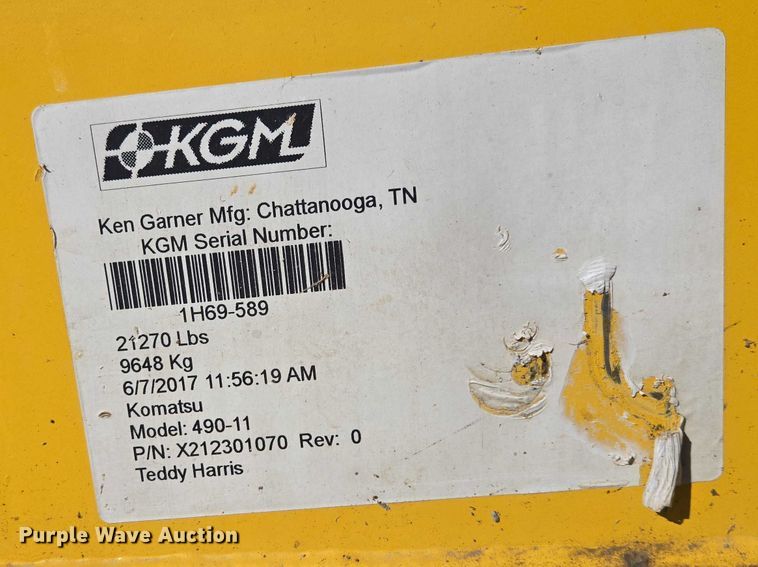 KGM
Ken Garner Mfg: Chattanooga, TN
KGM Serial Number:
1H69-589
21270 Lbs
9648 Kg
6/7/2017 11:56:19 AM
Komatsu
Model: 490-11
P/N: X212301070 Rev: 0
Teddy Harris
Purple Wave Auction®